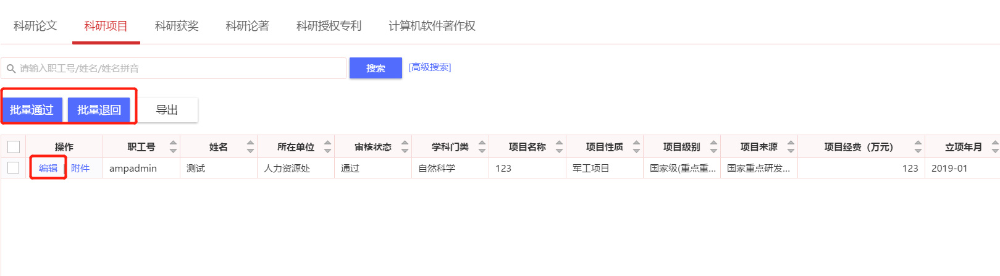 科研论文 科研项目 科研获奖 科研论著 科研授权专利 计算机软件著作权
请输入职工号/姓名/姓名拼音 搜索 [高级搜索]
批量通过 批量退回 导出
操作 职工号 姓名 所在单位 审核状态 学科门类 项目名称 项目性质 项目级别 项目来源 项目经费（万元） 立项年月
编辑 | 附件 ampadmin 测试 人力资源处 通过 自然科学 123 军工项目 国家级(重点重... 国家重点研发... 123 2019-01